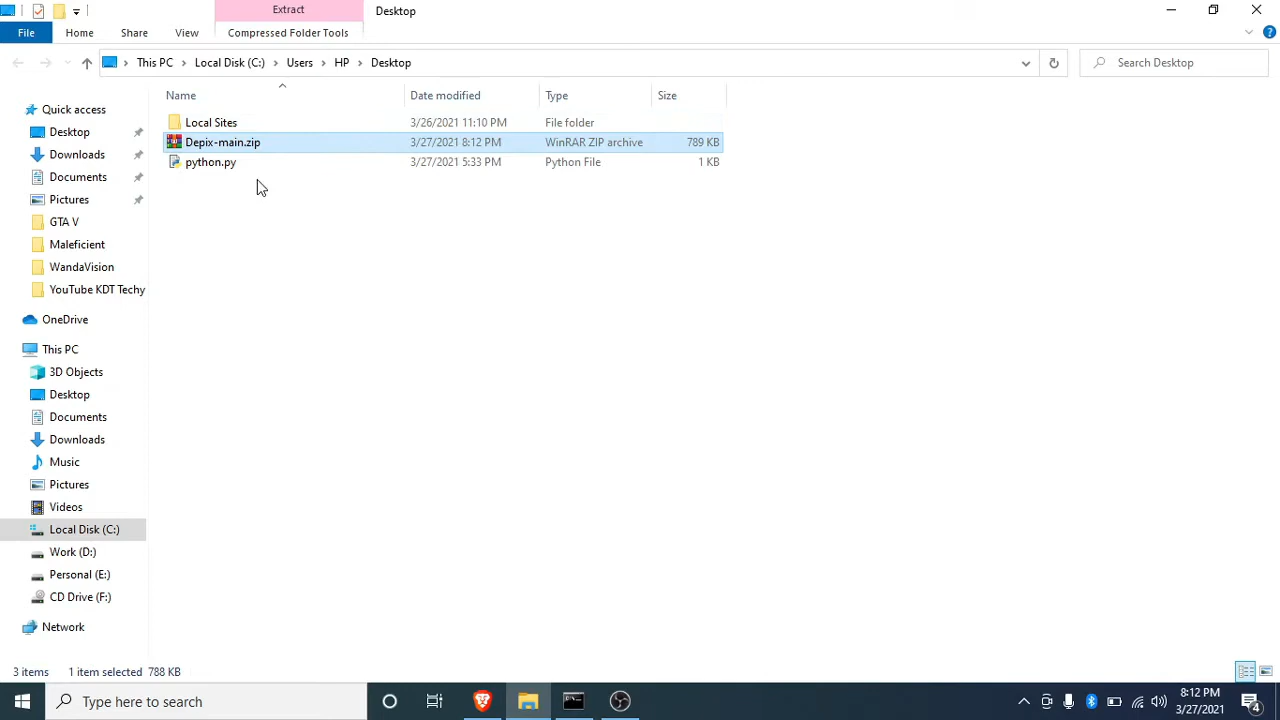 Extract
Desktop
File
Home
Share
View
Compressed Folder Tools
This PC
Local Disk (C:)
Users
HP
Desktop
Search Desktop
Name
Date modified
Type
Size
Local Sites
3/26/2021 11:10 PM
File folder
Depix-main.zip
3/27/2021 8:12 PM
WinRAR ZIP archive
789 KB
python.py
3/27/2021 5:33 PM
Python File
1 KB
Quick access
Desktop
Downloads
Documents
Pictures
GTA V
Maleficient
WandaVision
YouTube KDT Techy
OneDrive
This PC
3D Objects
Desktop
Documents
Downloads
Music
Pictures
Videos
Local Disk (C:)
Work (D:)
Personal (E:)
CD Drive (F:)
Network
3 items
1 item selected 788 KB
Type here to search
8:12 PM
3/27/2021
4